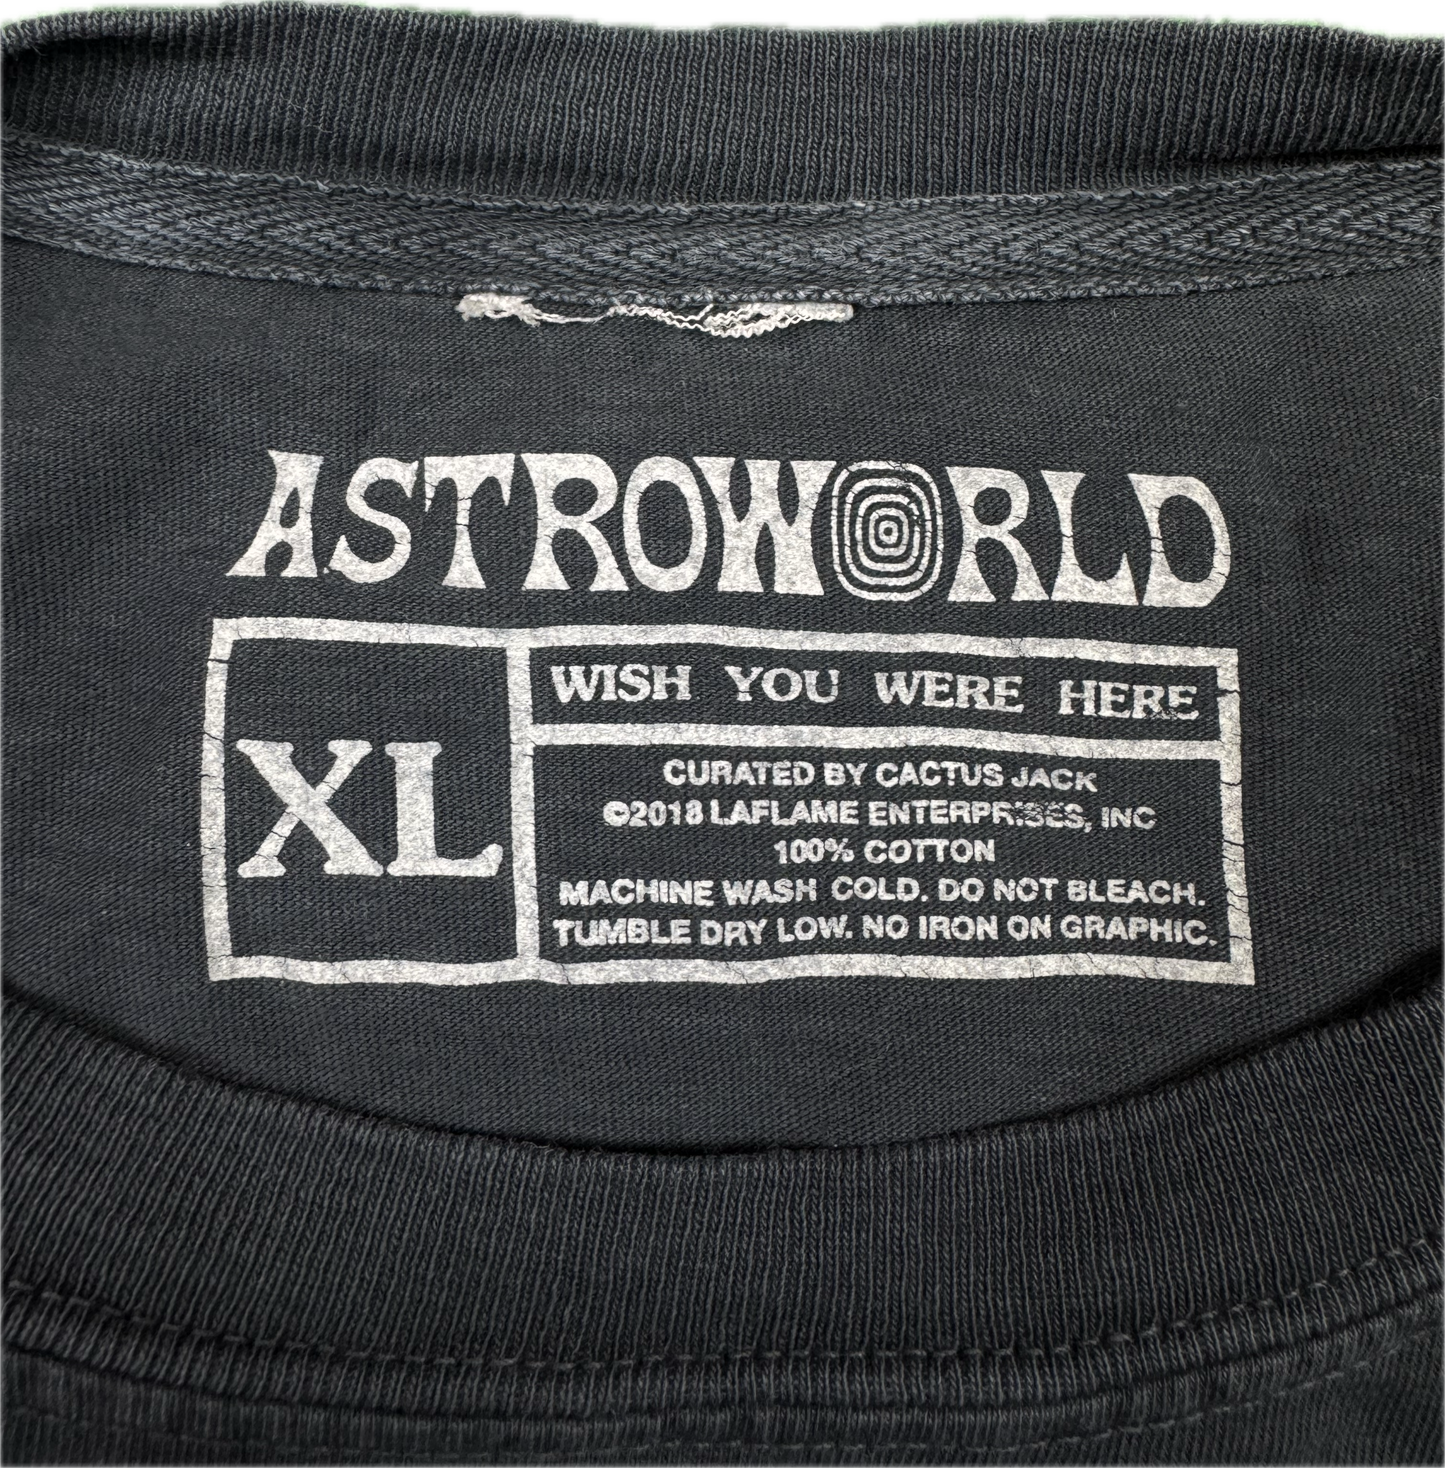 ASTROWORLD
XL
WISH YOU WERE HERE
CURATED BY CACTUS JACK
©2018 LAFLAME ENTERPRISES, INC
100% COTTON
MACHINE WASH COLD. DO NOT BLEACH.
TUMBLE DRY LOW. NO IRON ON GRAPHIC.